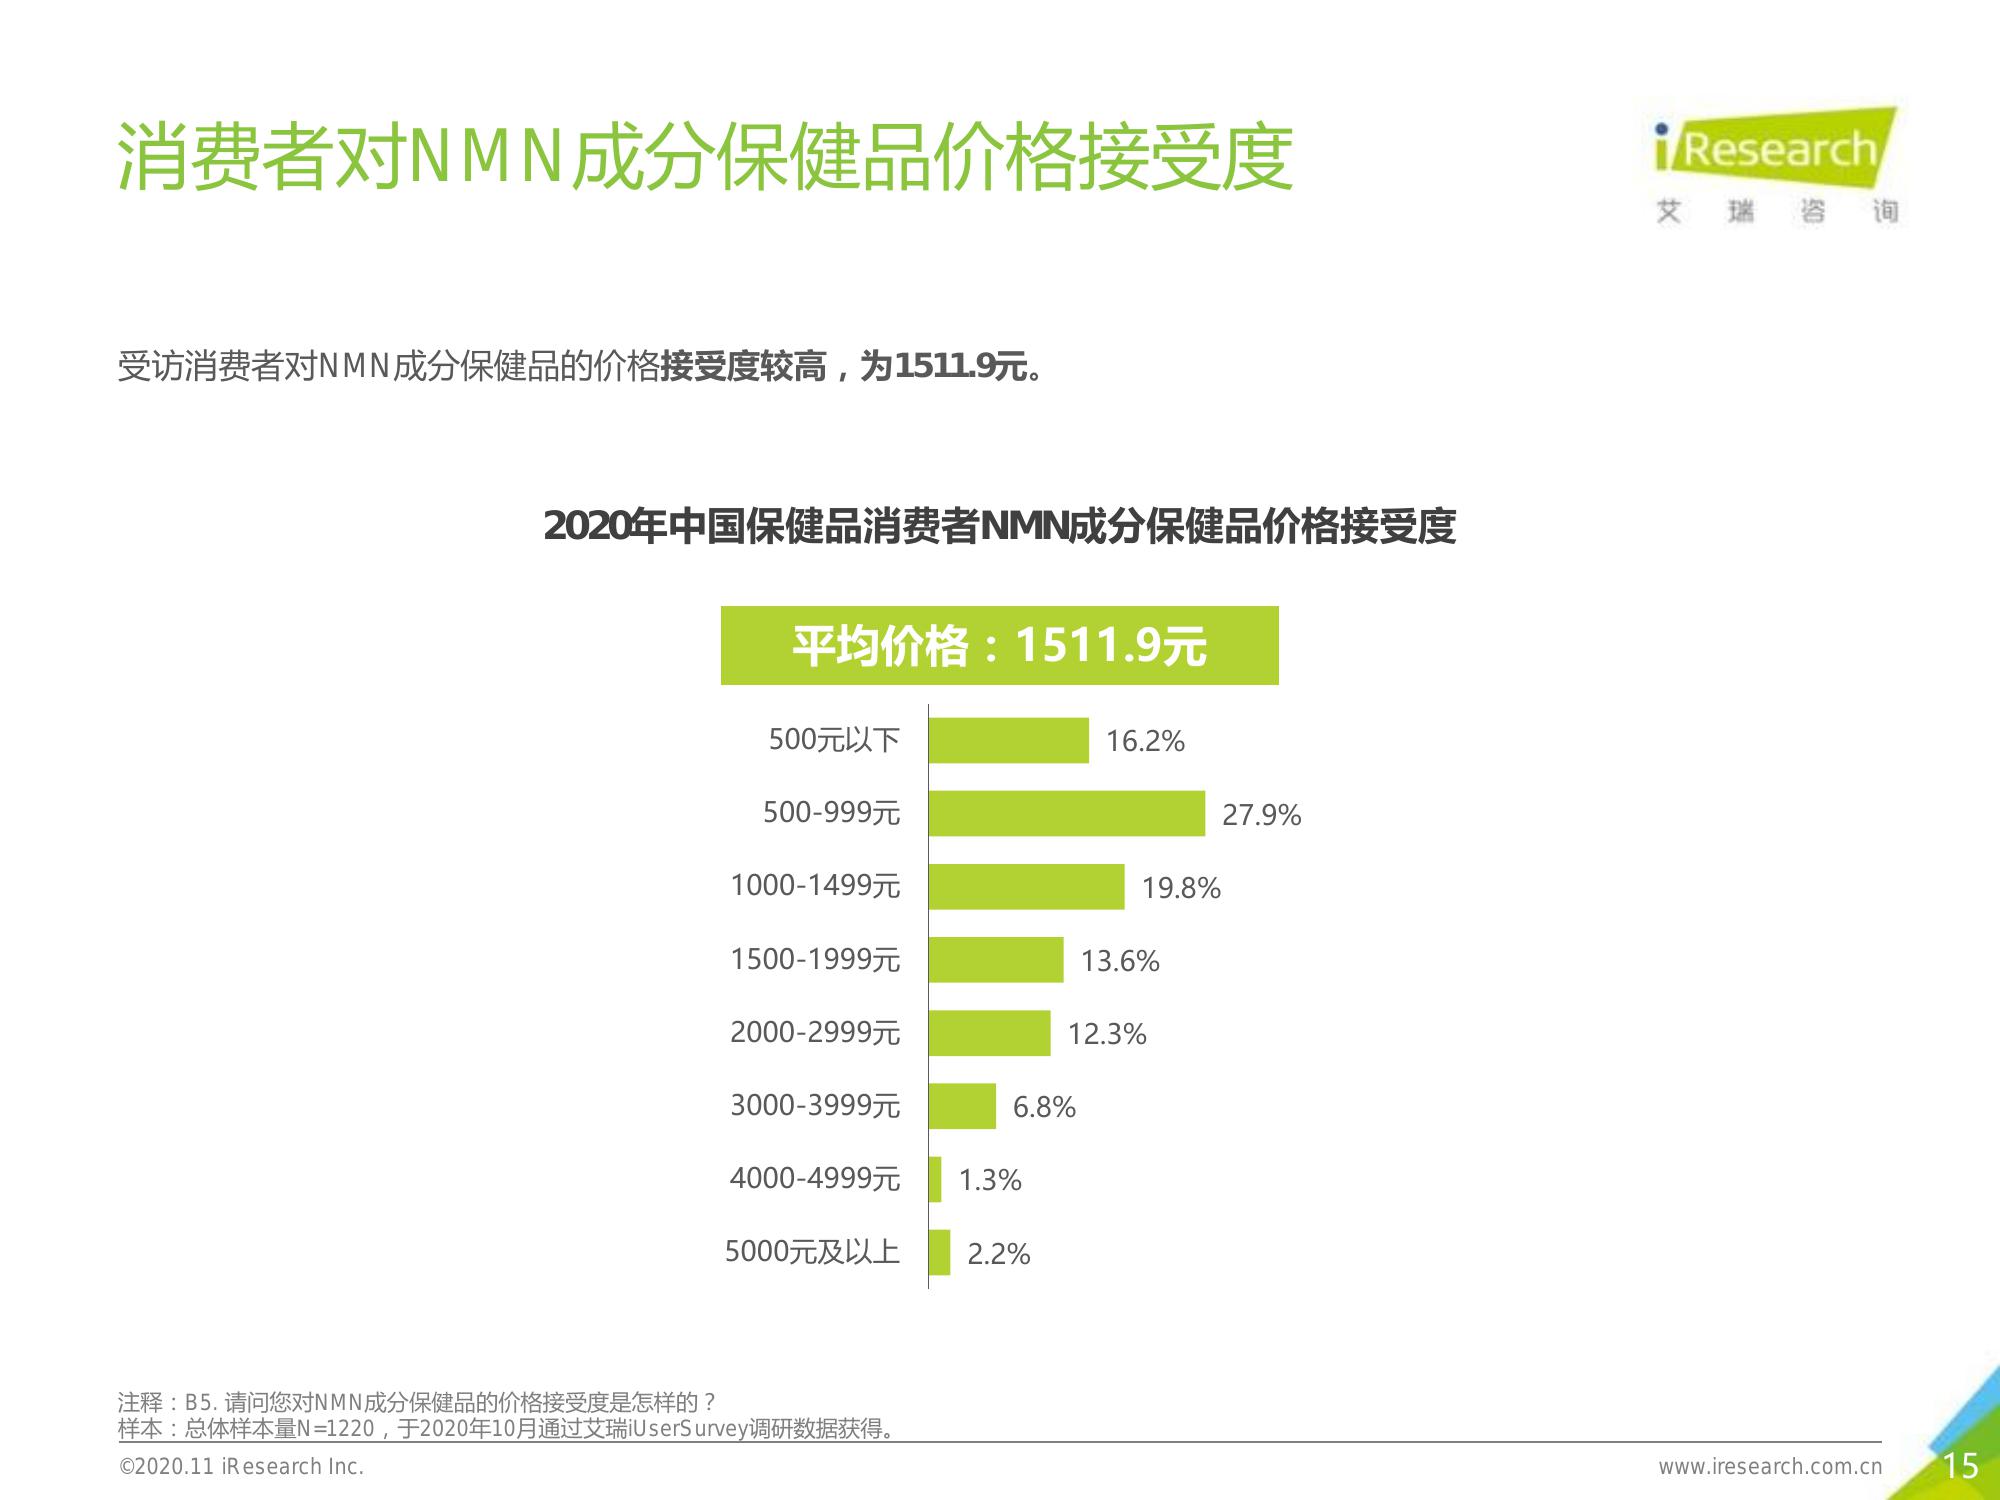 消费者对NMN成分保健品价格接受度
iResearch
艾瑞咨询
受访消费者对NMN成分保健品的价格接受度较高，为1511.9元。
2020年中国保健品消费者NMN成分保健品价格接受度
平均价格：1511.9元
500元以下 16.2%
500-999元 27.9%
1000-1499元 19.8%
1500-1999元 13.6%
2000-2999元 12.3%
3000-3999元 6.8%
4000-4999元 1.3%
5000元及以上 2.2%
注释：B5. 请问您对NMN成分保健品的价格接受度是怎样的？
样本：总体样本量N=1220，于2020年10月通过艾瑞iUserSurvey调研数据获得。
©2020.11 iResearch Inc.
www.iresearch.com.cn
15